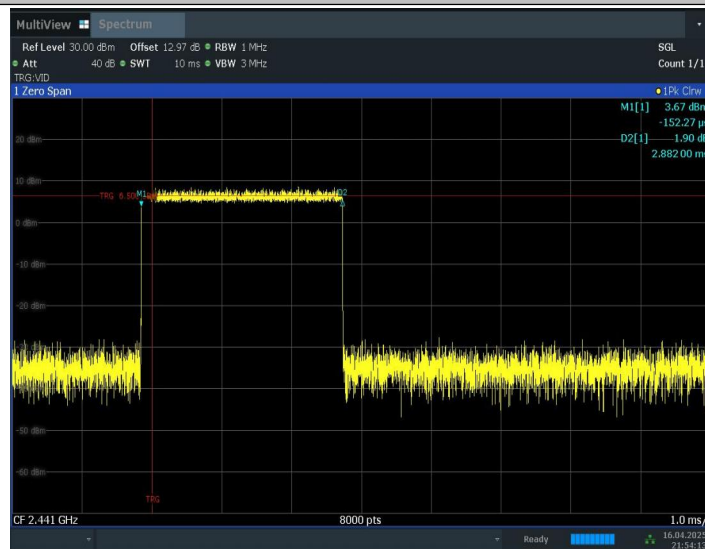 MultiView Spectrum
Ref Level 30.00 dBm Offset 12.97 dB RBW 1 MHz SGL
Att 40 dB SWT 10 ms VBW 3 MHz Count 1/1
TRG:VID
1 Zero Span 1Pk Clrw
M1[1] 3.67 dBm
-152.27 µs
20 dBm
D2[1] 1.90 dB
2.88200 ms
10 dBm
TRG 6.500
M1
D2
0 dBm
-10 dBm
-20 dBm
-50 dBm
-60 dBm
TRG
CF 2.441 GHz 8000 pts 1.0 ms/
Ready 16.04.2025
21:54:13